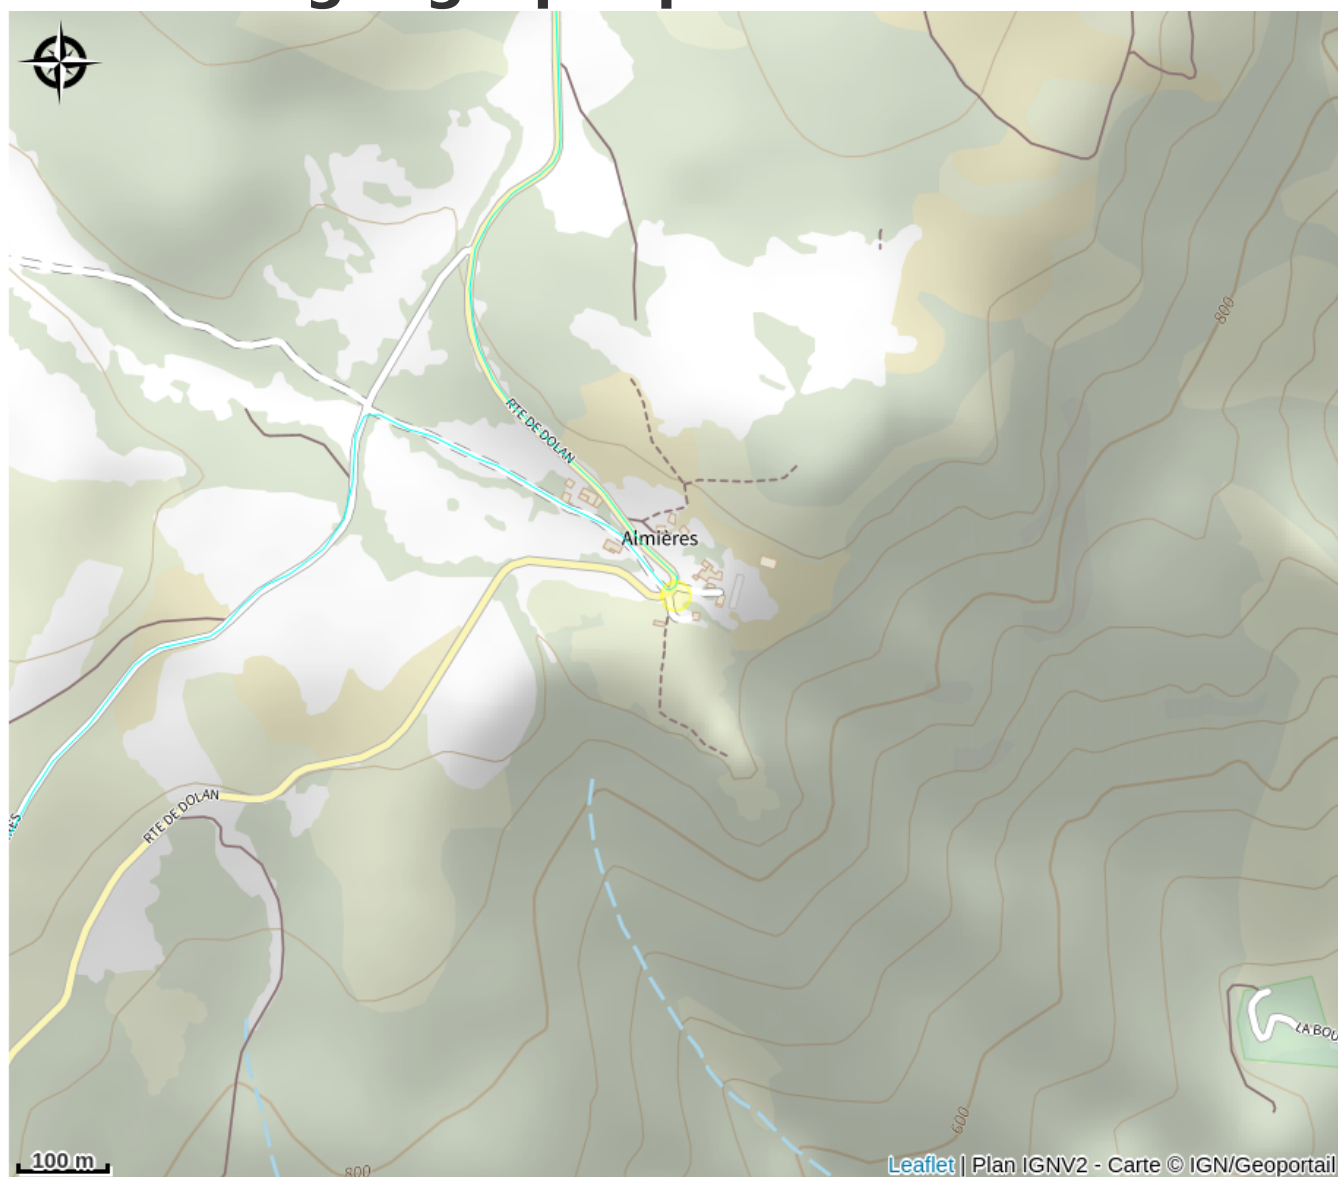 800
RTE DE DOLAN
Almières
RTE DE DOLAN
LA BOU
600
800
100 m
Leaflet | Plan IGNV2 - Carte © IGN/Geoportail